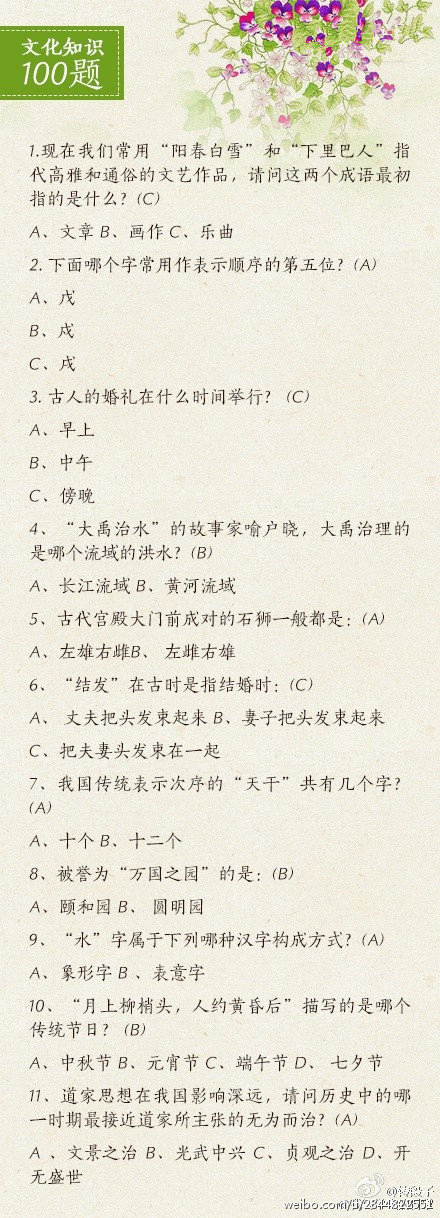 文化知识
100题
1.现在我们常用“阳春白雪”和“下里巴人”指
代高雅和通俗的文艺作品，请问这两个成语最初
指的是什么？(C)
A、文章 B、画作 C、乐曲
2. 下面哪个字常用作表示顺序的第五位？(A)
A、戊
B、戍
C、戌
3. 古人的婚礼在什么时间举行？ (C)
A、早上
B、中午
C、傍晚
4、“大禹治水”的故事家喻户晓，大禹治理的
是哪个流域的洪水？(B)
A、长江流域 B、黄河流域
5、古代宫殿大门前成对的石狮一般都是：(A)
A、左雄右雌B、 左雌右雄
6、“结发”在古时是指结婚时：(C)
A、 丈夫把头发束起来 B、妻子把头发束起来
C、把夫妻头发束在一起
7、我国传统表示次序的“天干”共有几个字？
(A)
A、十个 B、十二个
8、被誉为“万国之园”的是：(B)
A、颐和园 B、 圆明园
9、“水”字属于下列哪种汉字构成方式？(A)
A、象形字 B 、表意字
10、“月上柳梢头，人约黄昏后”描写的是哪个
传统节日？ (B)
A、中秋节 B、元宵节 C、端午节 D、 七夕节
11、道家思想在我国影响深远，请问历史中的哪
一时期最接近道家所主张的无为而治？(A)
A 、文景之治 B、光武中兴 C、贞观之治 D、开
无盛世